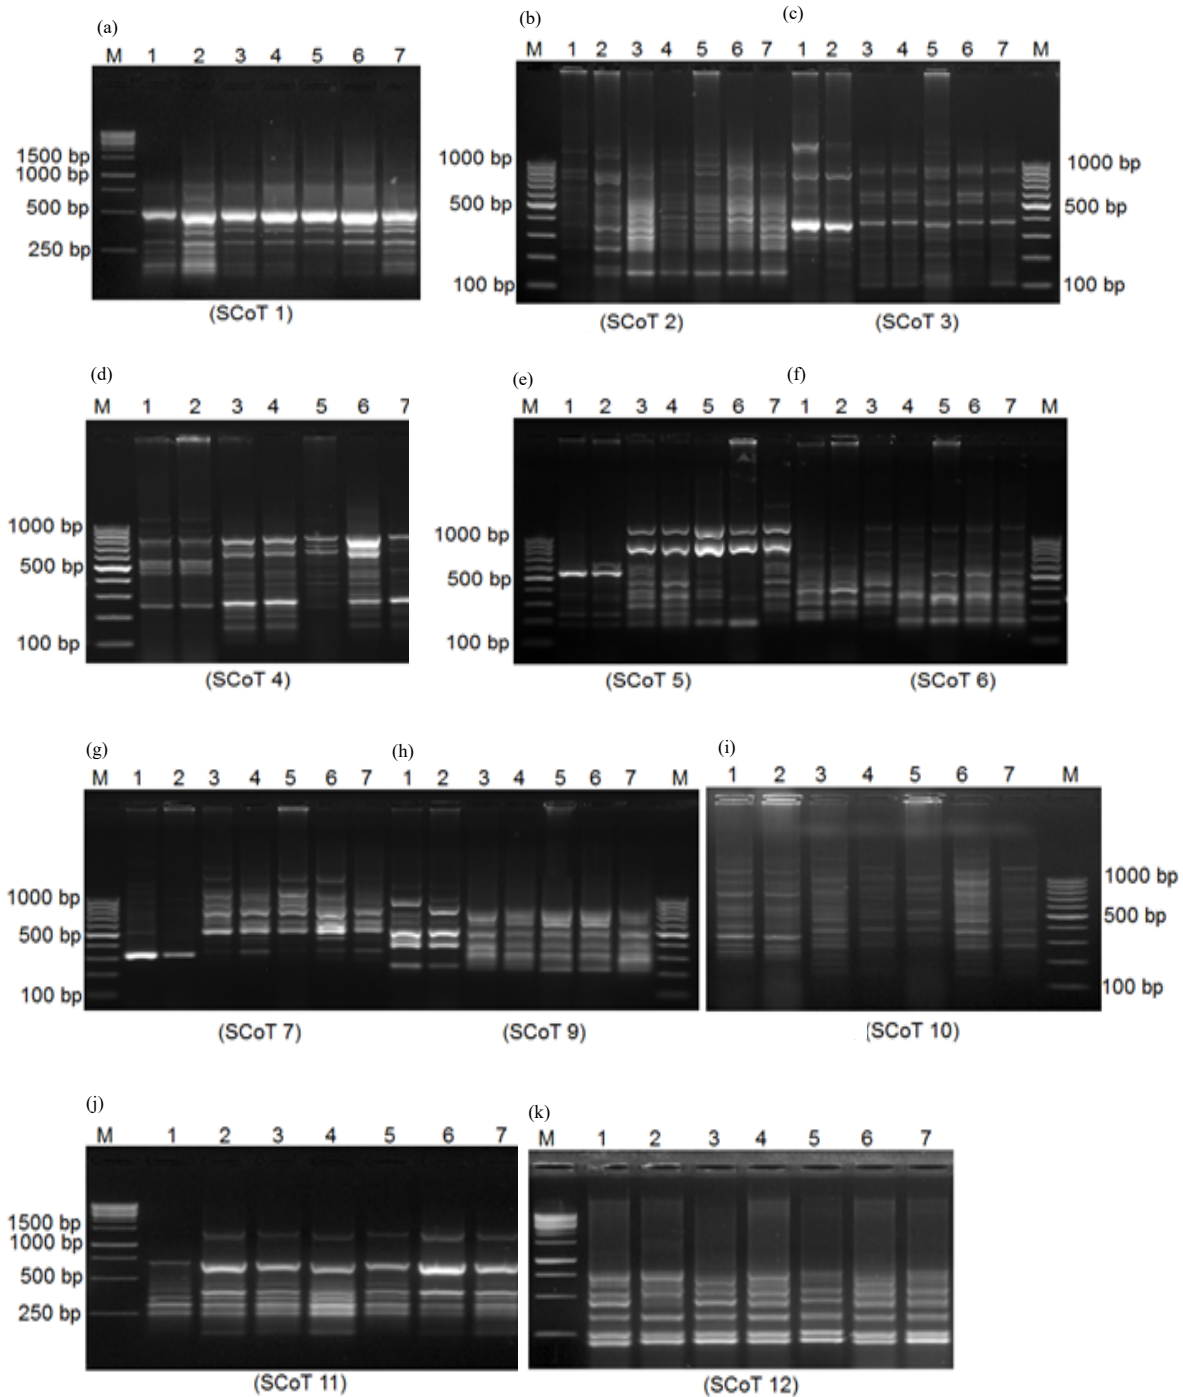 (a)
M 1 2 3 4 5 6 7
1500 bp
1000 bp
500 bp
250 bp
(SCoT 1)
(b)
(c)
M 1 2 3 4 5 6 7 1 2 3 4 5 6 7 M
1000 bp
500 bp
100 bp
1000 bp
500 bp
100 bp
(SCoT 2)
(SCoT 3)
(d)
M 1 2 3 4 5 6 7
1000 bp
500 bp
100 bp
(SCoT 4)
(e)
(f)
M 1 2 3 4 5 6 7 1 2 3 4 5 6 7 M
1000 bp
500 bp
100 bp
(SCoT 5)
(SCoT 6)
(g)
(h)
M 1 2 3 4 5 6 7 1 2 3 4 5 6 7 M
1000 bp
500 bp
100 bp
(SCoT 7)
(SCoT 9)
(i)
1 2 3 4 5 6 7 M
1000 bp
500 bp
100 bp
(SCoT 10)
(j)
M 1 2 3 4 5 6 7
1500 bp
1000 bp
500 bp
250 bp
(SCoT 11)
(k)
M 1 2 3 4 5 6 7
(SCoT 12)